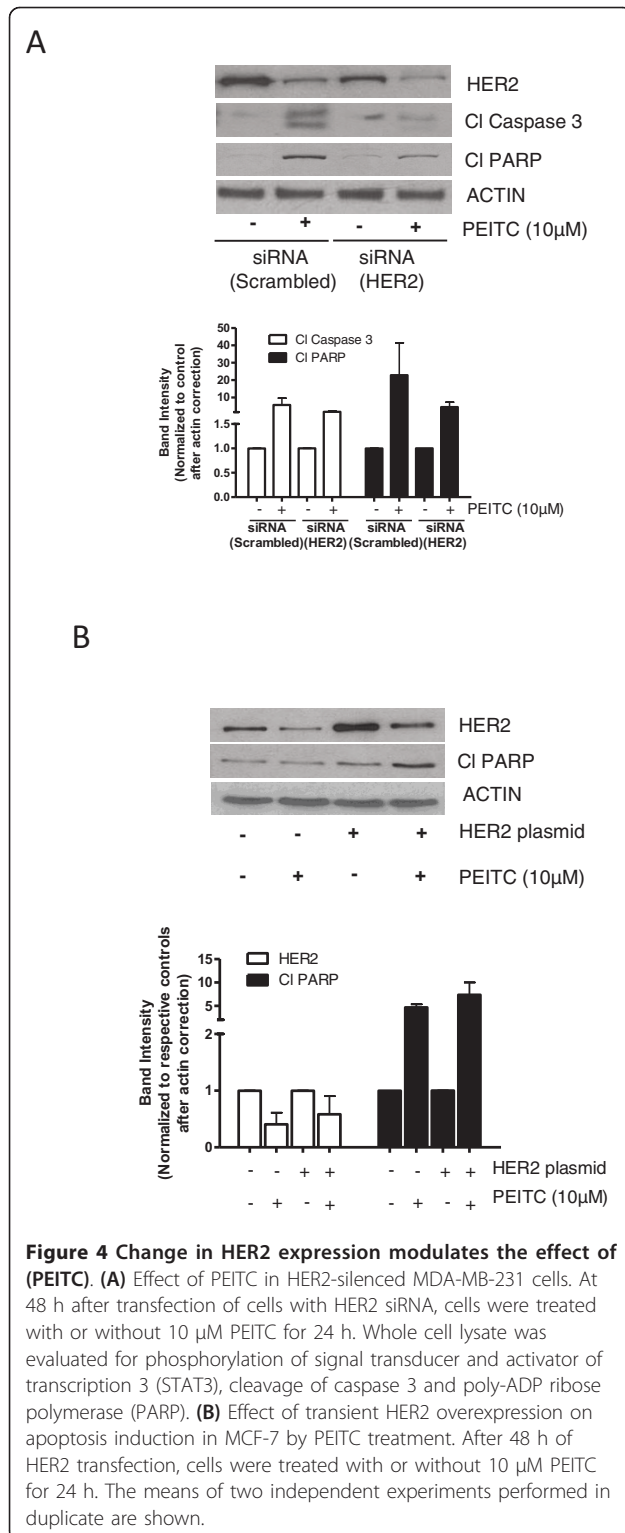 A
HER2
Cl Caspase 3
Cl PARP
ACTIN
- + - + PEITC (10µM)
siRNA siRNA
(Scrambled) (HER2)
Band Intensity
(Normalized to control
after actin correction)
Cl Caspase 3
Cl PARP
50
40
30
20
10
1.5
1.0
0.5
0.0
- + - + - + - + PEITC (10µM)
siRNA siRNA siRNA siRNA
(Scrambled)(HER2) (Scrambled)(HER2)
B
HER2
Cl PARP
ACTIN
- - + + HER2 plasmid
- + - + PEITC (10µM)
Band Intensity
(Normalized to respective controls
after actin correction)
HER2
Cl PARP
15
10
5
2
1
0
- - + + - - + + HER2 plasmid
- + - + - + - + PEITC (10µM)
Figure 4 Change in HER2 expression modulates the effect of
(PEITC). (A) Effect of PEITC in HER2-silenced MDA-MB-231 cells. At
48 h after transfection of cells with HER2 siRNA, cells were treated
with or without 10 µM PEITC for 24 h. Whole cell lysate was
evaluated for phosphorylation of signal transducer and activator of
transcription 3 (STAT3), cleavage of caspase 3 and poly-ADP ribose
polymerase (PARP). (B) Effect of transient HER2 overexpression on
apoptosis induction in MCF-7 by PEITC treatment. After 48 h of
HER2 transfection, cells were treated with or without 10 µM PEITC
for 24 h. The means of two independent experiments performed in
duplicate are shown.